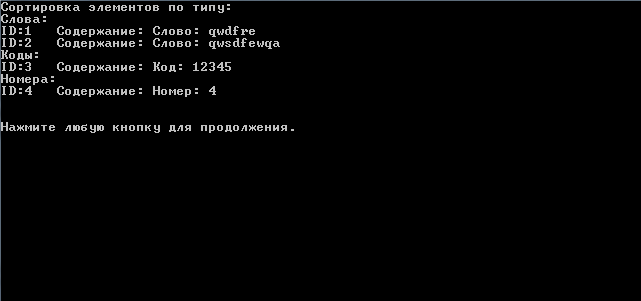 Сортировка элементов по типу:
Слова:
ID:1   Содержание: Слово: qwdfre
ID:2   Содержание: Слово: qwsdfewqa
Коды:
ID:3   Содержание: Код: 12345
Номера:
ID:4   Содержание: Номер: 4
Нажмите любую кнопку для продолжения.